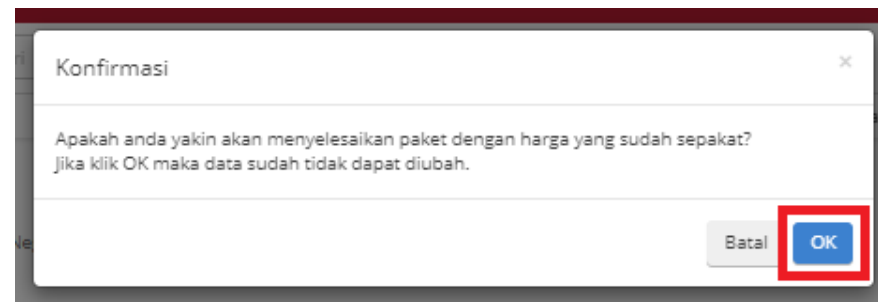 Konfirmasi
×
Apakah anda yakin akan menyelesaikan paket dengan harga yang sudah sepakat?
Jika klik OK maka data sudah tidak dapat diubah.
Batal
OK